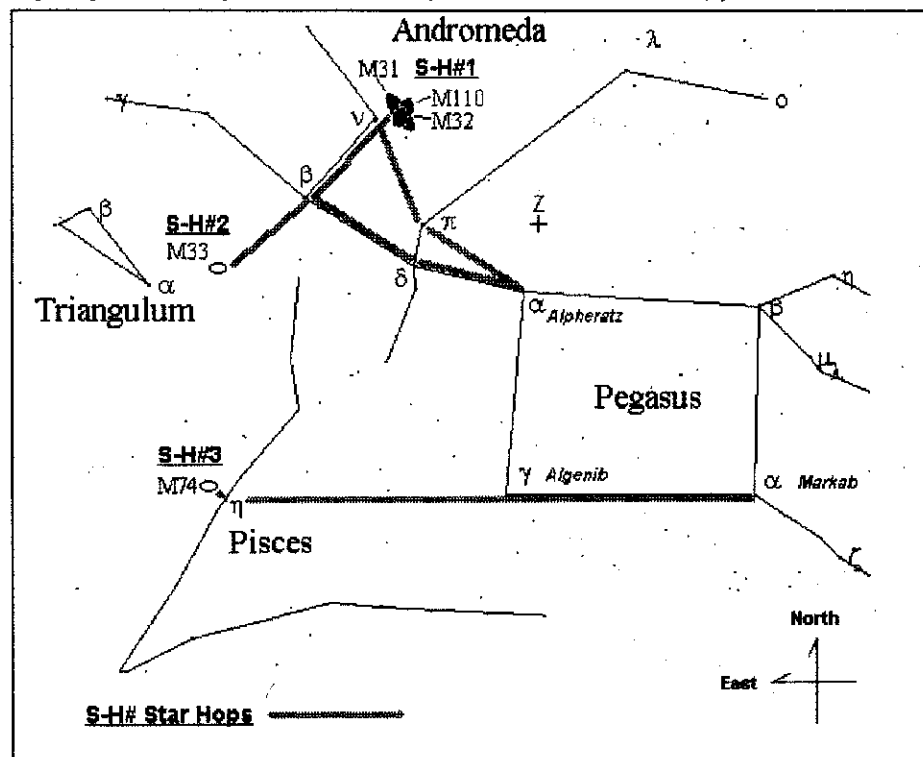 Andromeda
λ
M31 S-H#1
M110
M32
γ
ν
ο
β
β
S-H#2
M33
π
Z
δ
α
Triangulum
α Alpheratz
β
η
μ
Pegasus
S-H#3
M74
η
γ Algenib
α Markab
Pisces
ζ
North
East
S-H# Star Hops